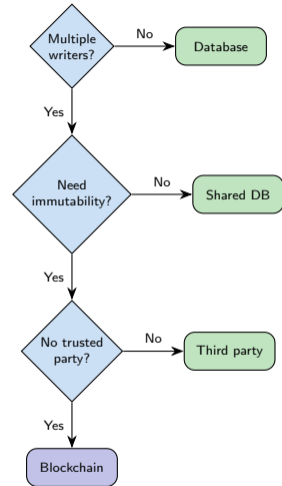 Multiple
writers?
No
Database
Yes
Need
immutability?
No
Shared DB
Yes
No trusted
party?
No
Third party
Yes
Blockchain